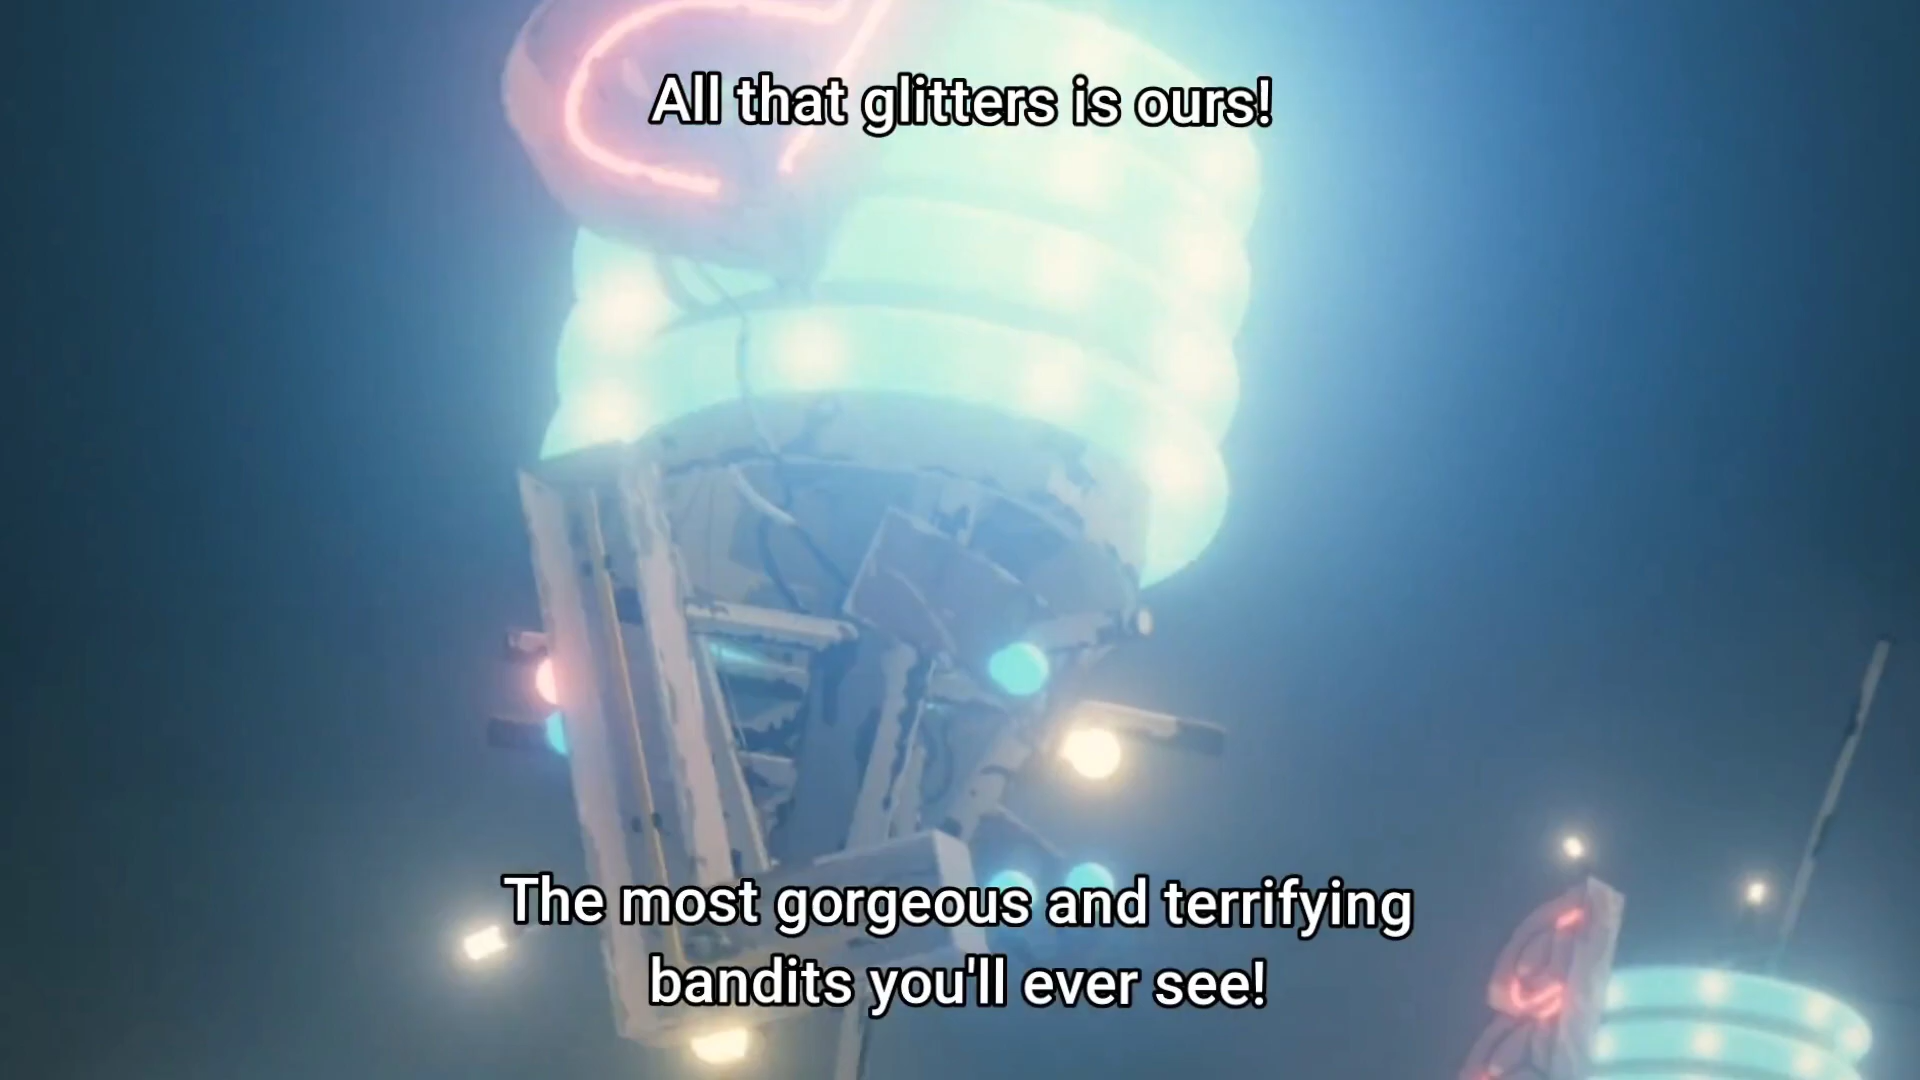 All that glitters is ours!
The most gorgeous and terrifying
bandits you'll ever see!